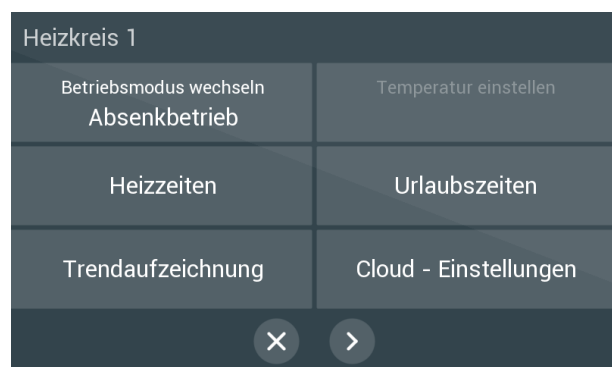 Heizkreis 1
Betriebsmodus wechseln
Absenkbetrieb
Temperatur einstellen
Heizzeiten
Urlaubszeiten
Trendaufzeichnung
Cloud - Einstellungen